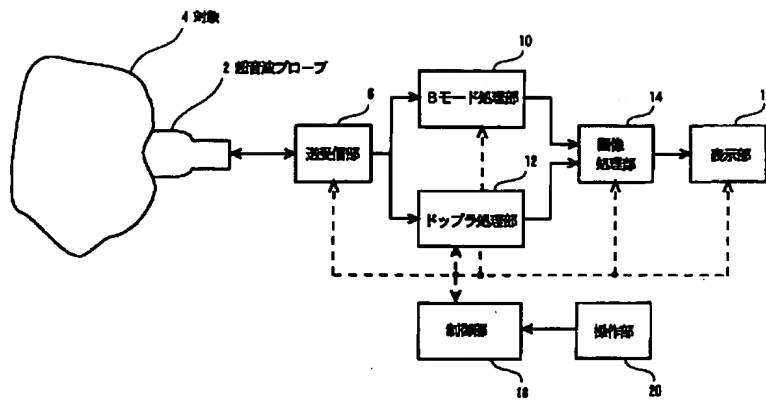 4 対象
2 超音波プローブ
6
送受信部
10
Bモード処理部
12
ドップラ処理部
14
画像
処理部
1
表示部
制御部
18
操作部
20